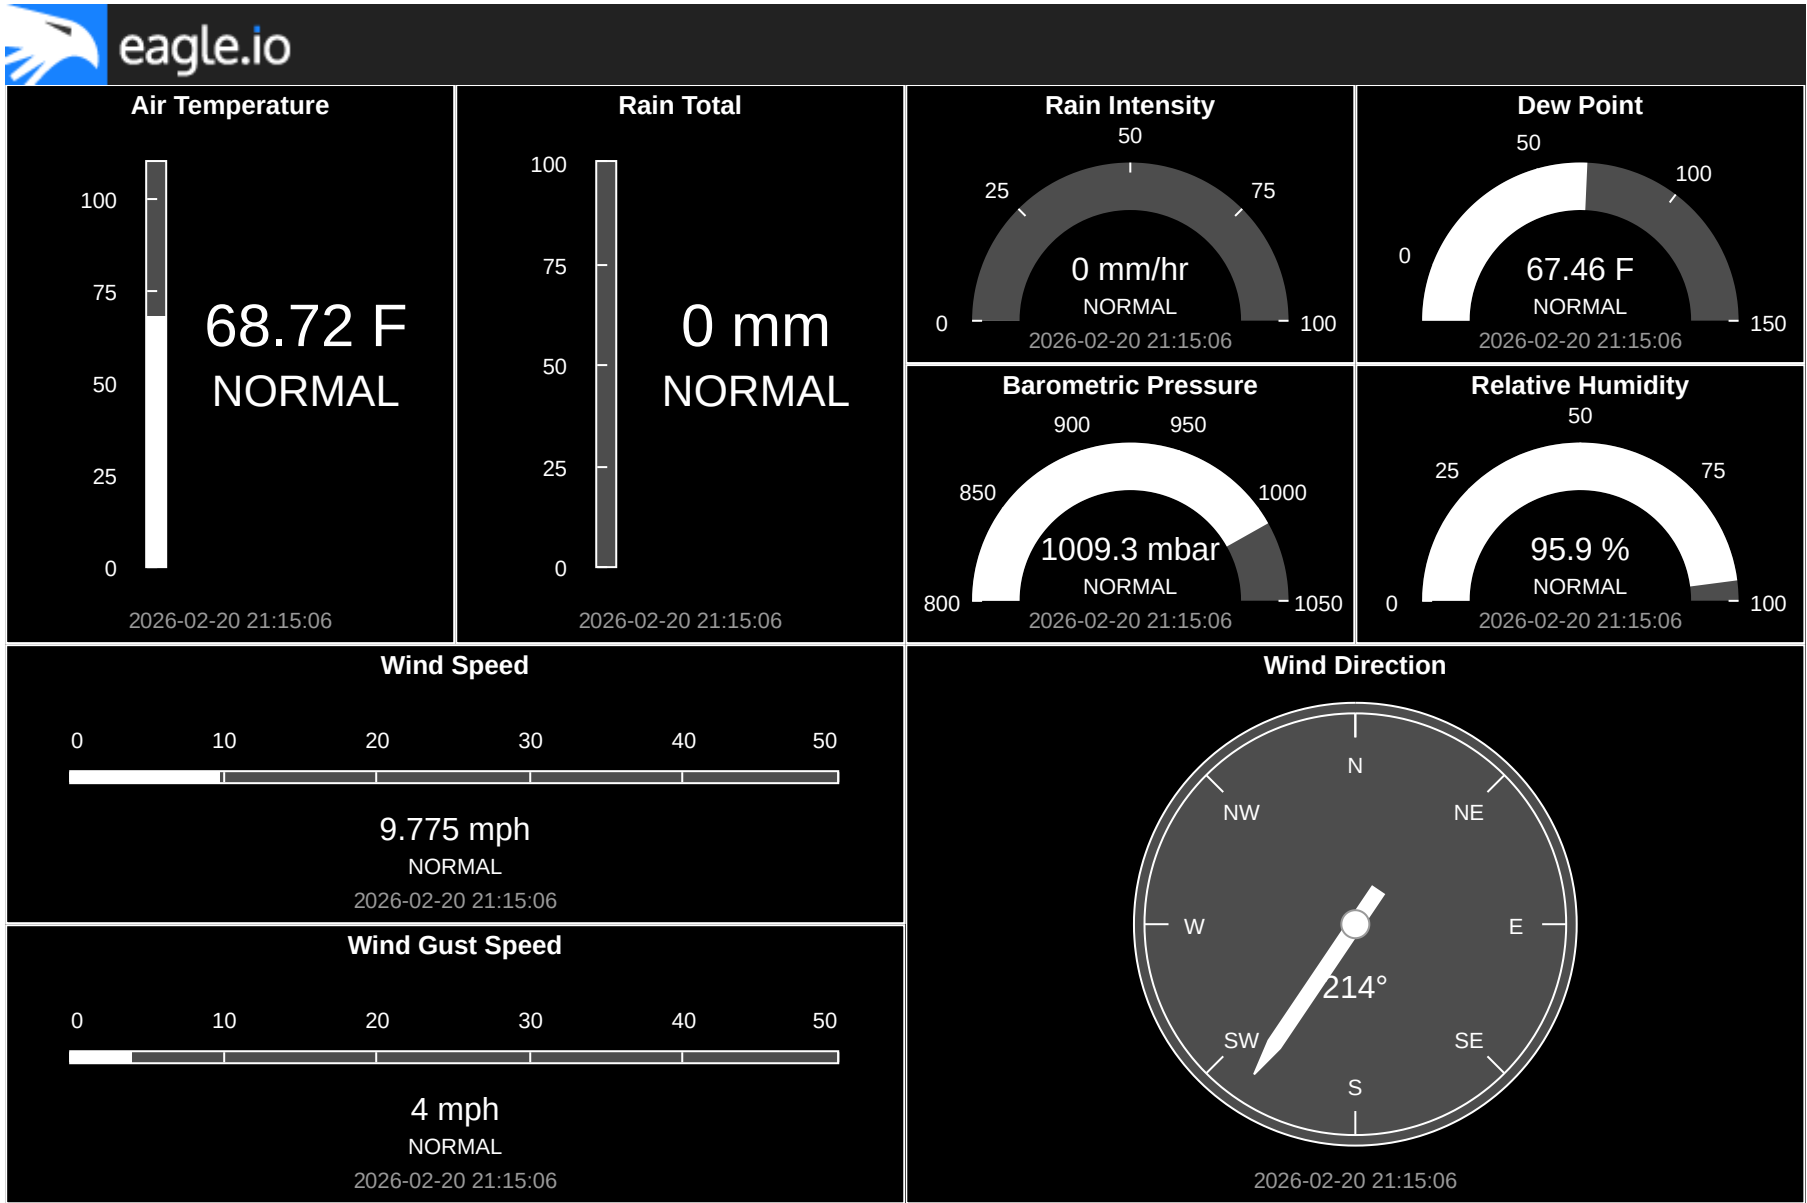 eagle.io
Air Temperature
100
75
50
25
0
68.72 F
NORMAL
2026-02-20 21:15:06
Rain Total
100
75
50
25
0
0 mm
NORMAL
2026-02-20 21:15:06
Rain Intensity
0
25
50
75
100
0 mm/hr
NORMAL
2026-02-20 21:15:06
Dew Point
0
50
100
150
67.46 F
NORMAL
2026-02-20 21:15:06
Barometric Pressure
800
850
900
950
1000
1050
1009.3 mbar
NORMAL
2026-02-20 21:15:06
Relative Humidity
0
25
50
75
100
95.9 %
NORMAL
2026-02-20 21:15:06
Wind Speed
0 10 20 30 40 50
9.775 mph
NORMAL
2026-02-20 21:15:06
Wind Gust Speed
0 10 20 30 40 50
4 mph
NORMAL
2026-02-20 21:15:06
Wind Direction
N
NW NE
W E
214°
SW SE
S
2026-02-20 21:15:06